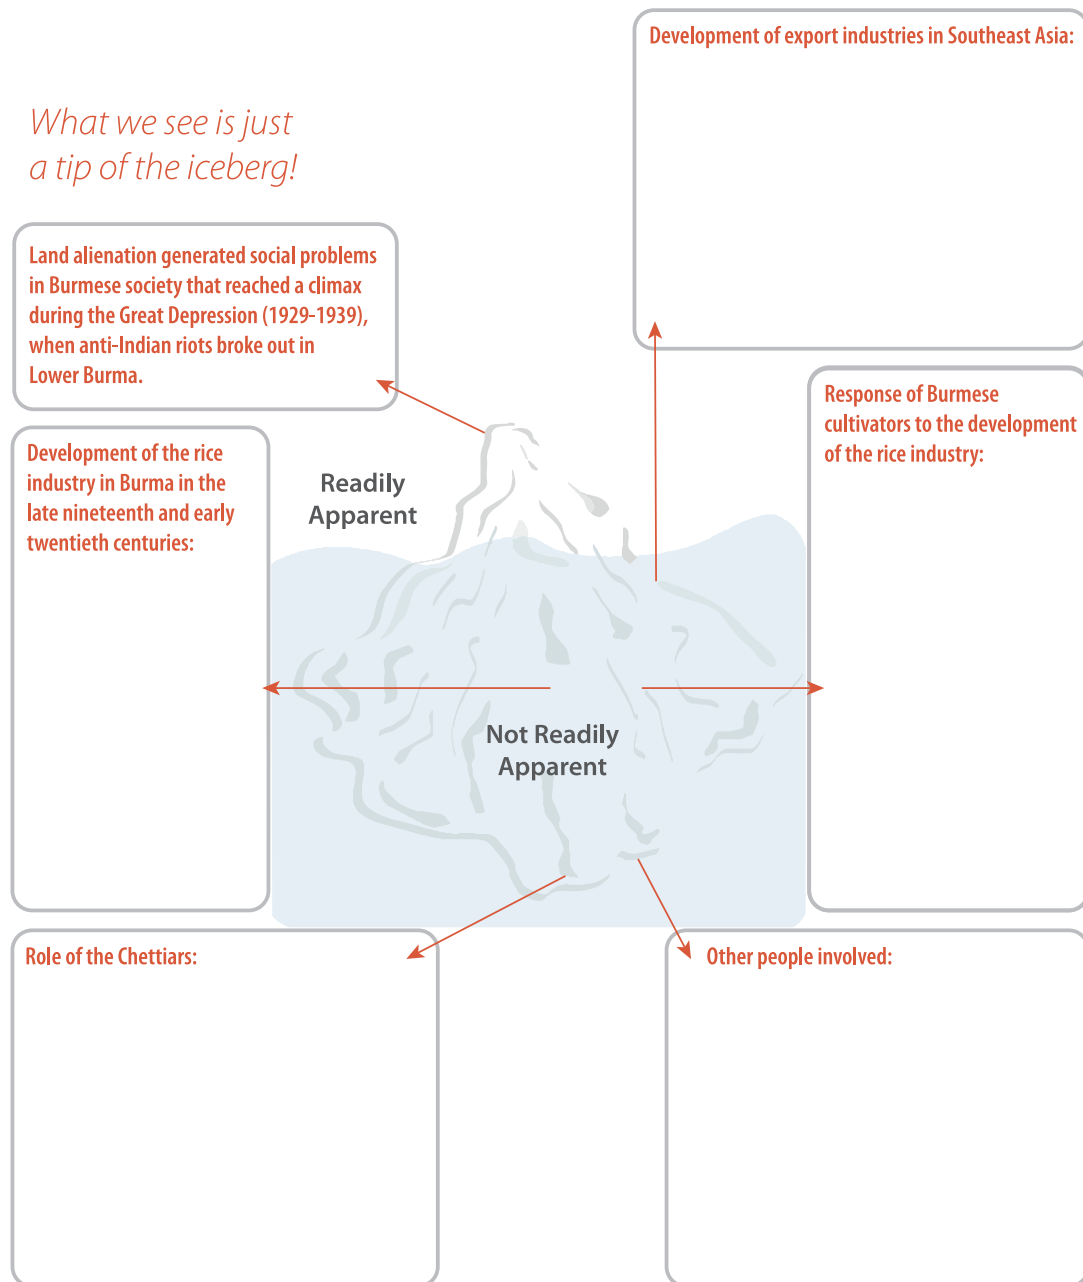 Development of export industries in Southeast Asia:
What we see is just
a tip of the iceberg!
Land alienation generated social problems
in Burmese society that reached a climax
during the Great Depression (1929-1939),
when anti-Indian riots broke out in
Lower Burma.
Response of Burmese
cultivators to the development
of the rice industry:
Development of the rice
industry in Burma in the
late nineteenth and early
twentieth centuries:
Readily
Apparent
Not Readily
Apparent
Role of the Chettiars:
Other people involved: